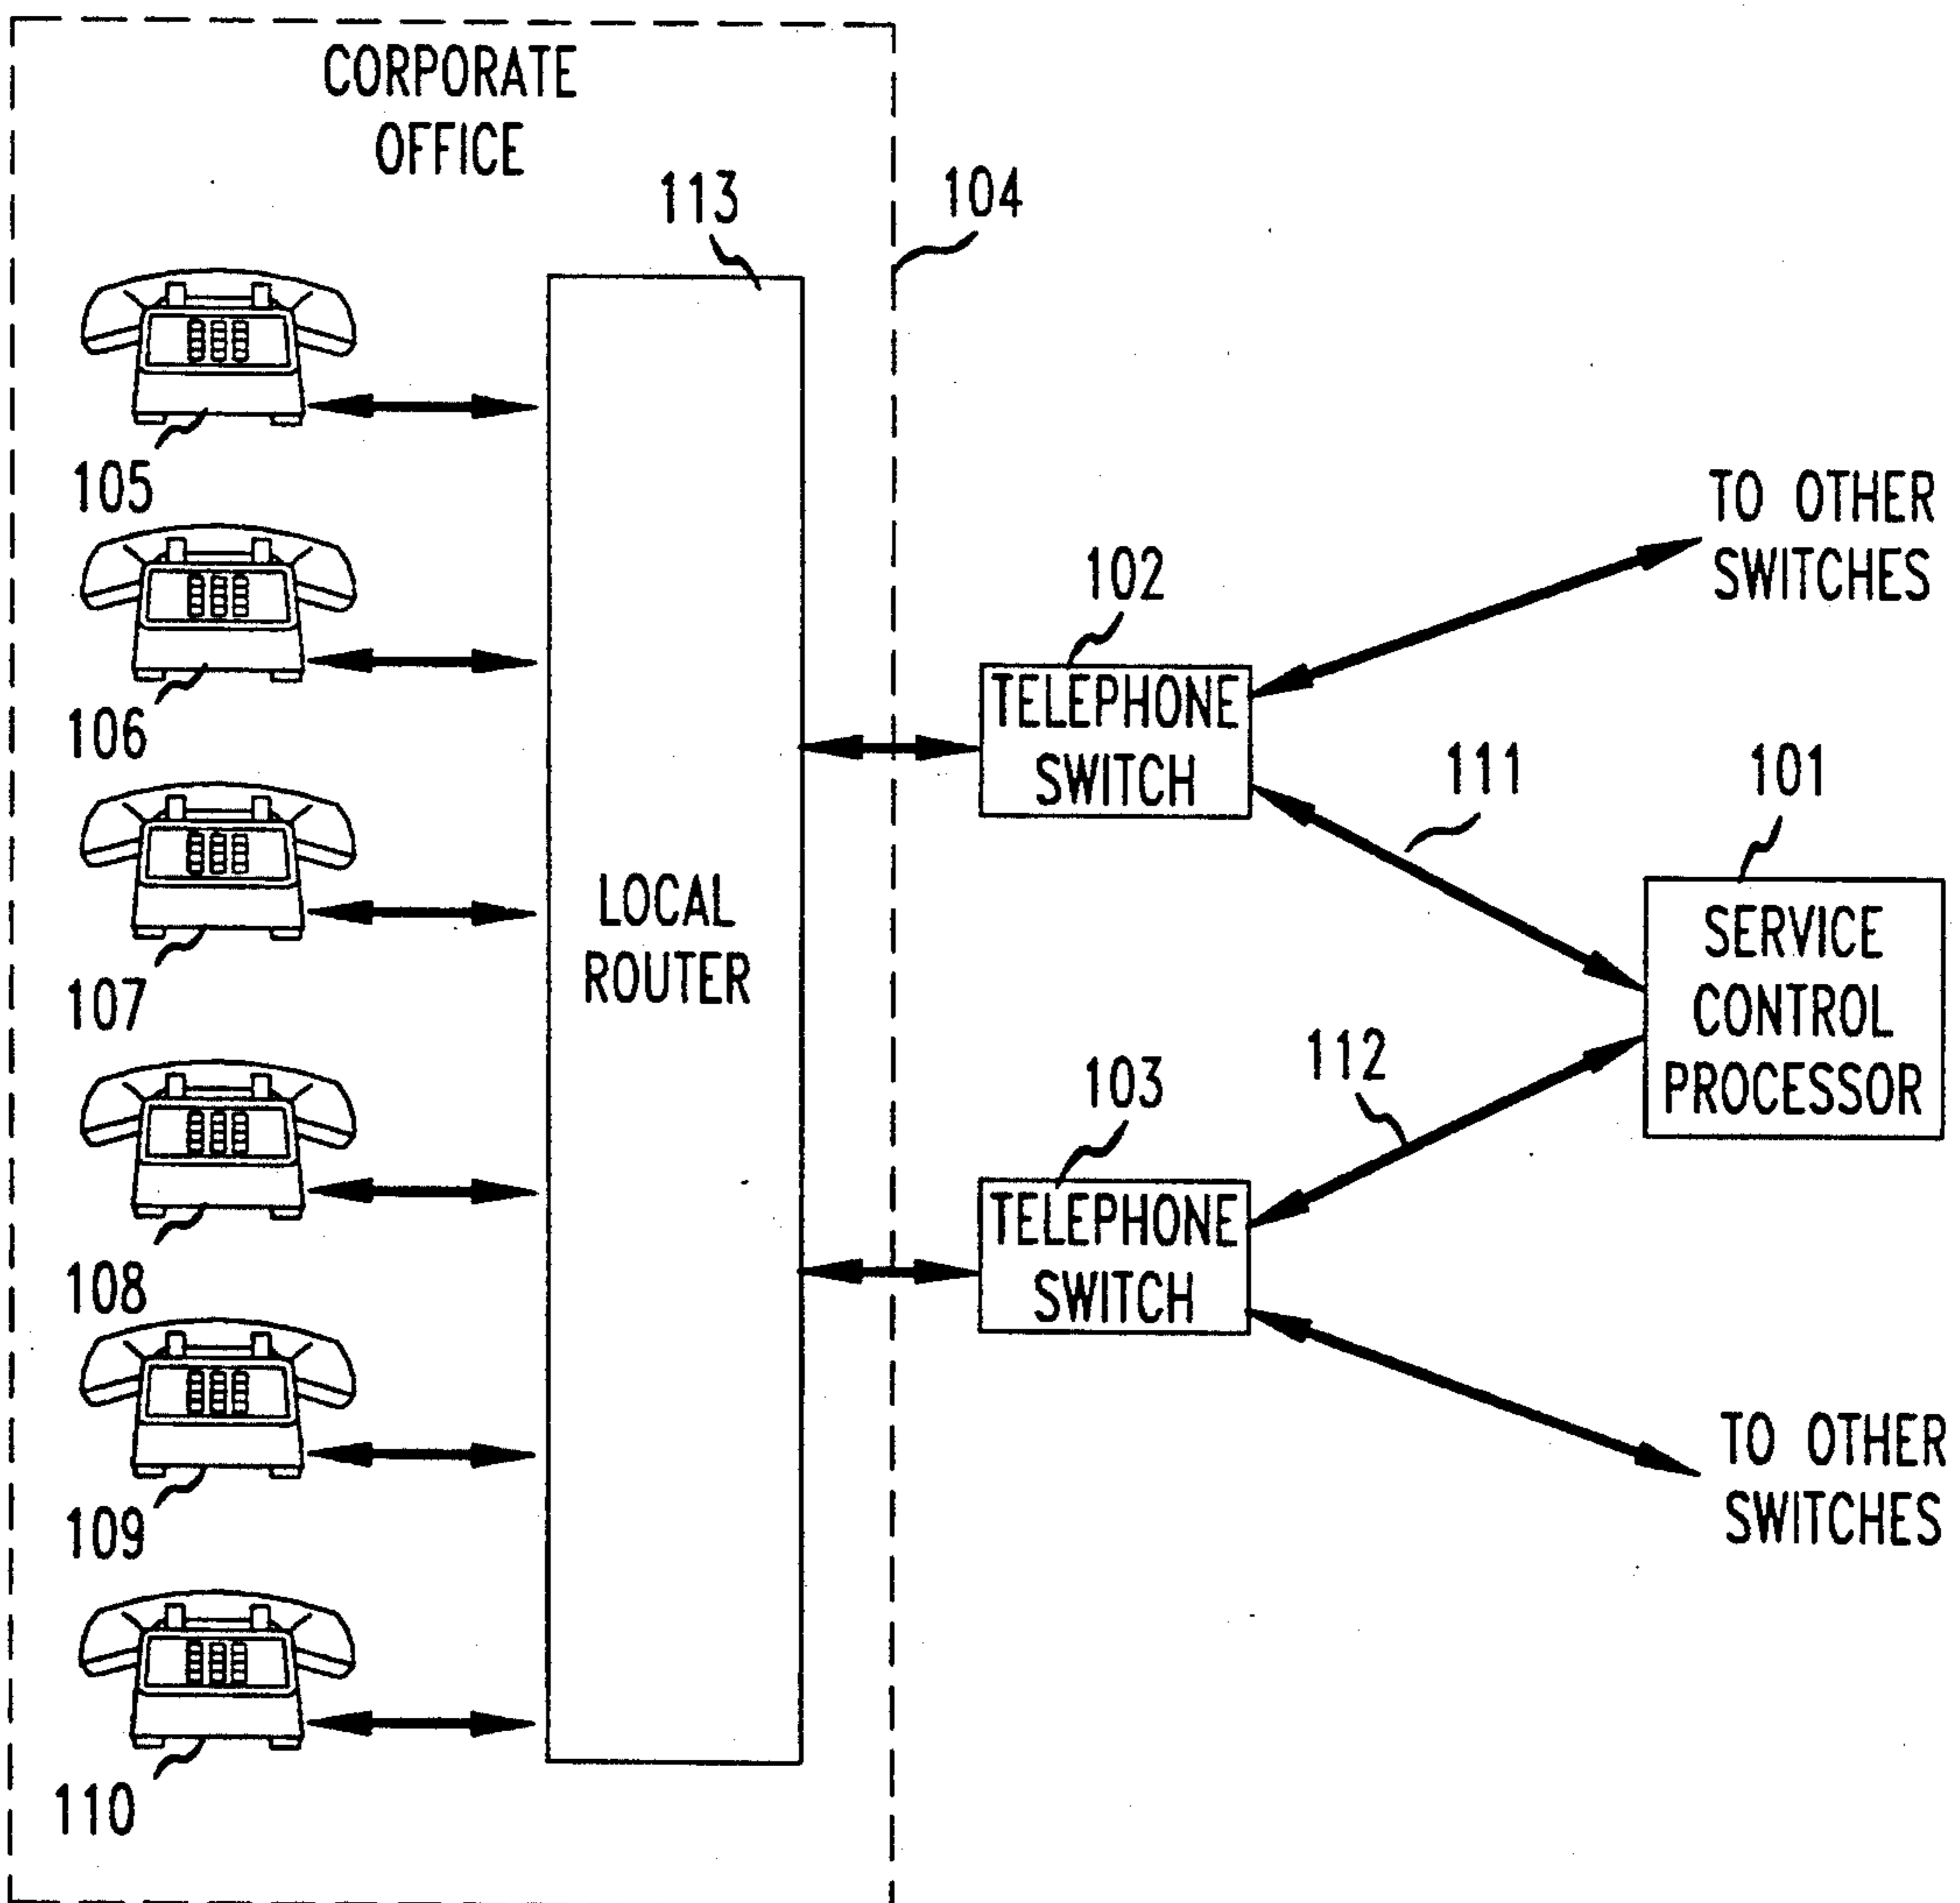 CORPORATE
OFFICE
113
104
105
106
107
108
109
110
LOCAL
ROUTER
102
TELEPHONE
SWITCH
TO OTHER
SWITCHES
111
101
SERVICE
CONTROL
PROCESSOR
112
103
TELEPHONE
SWITCH
TO OTHER
SWITCHES